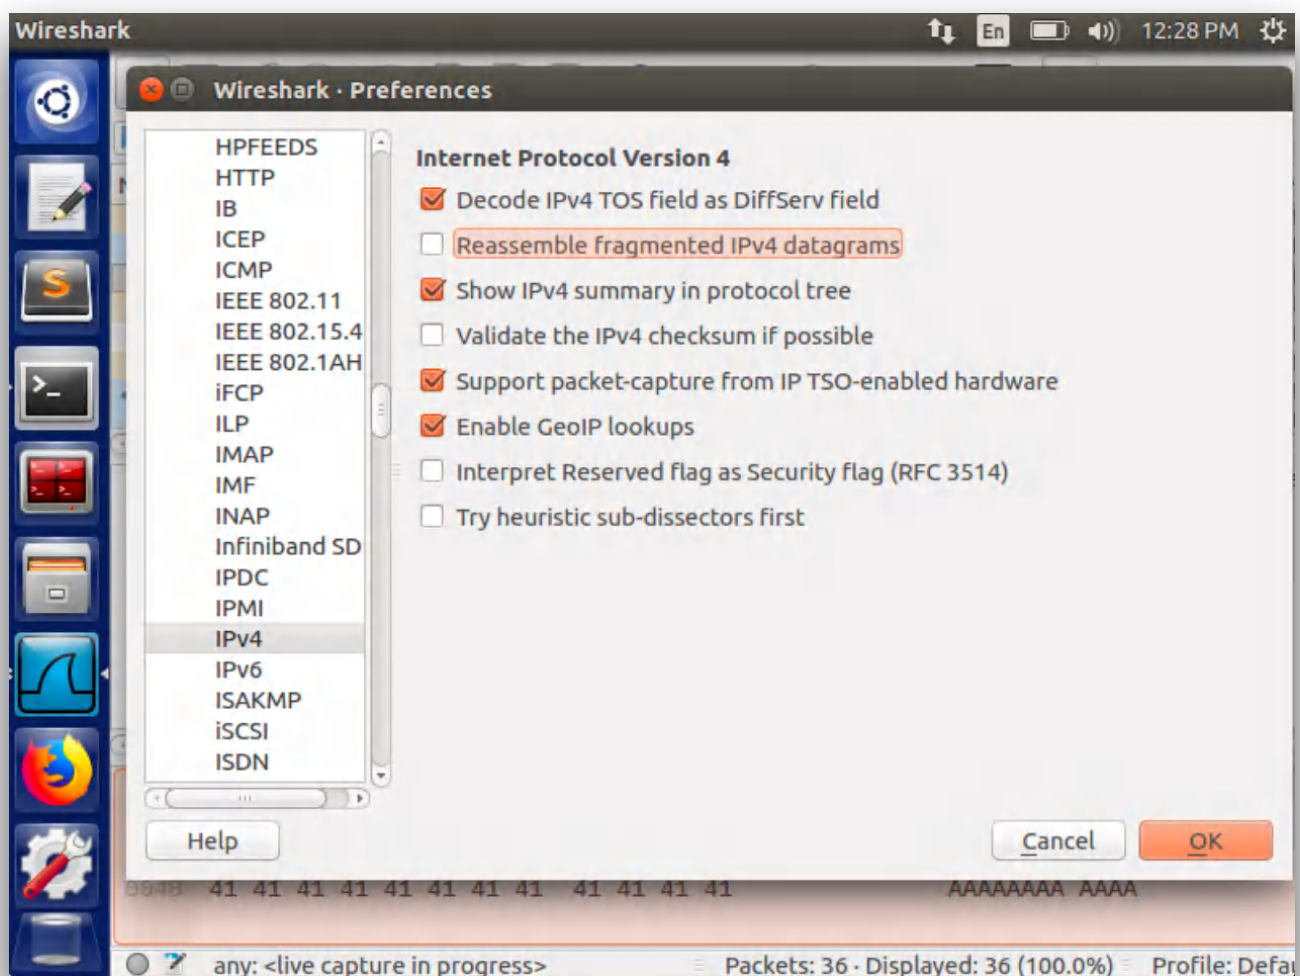 Wireshark
En
12:28 PM
Wireshark · Preferences
HPFEEDS
HTTP
IB
ICEP
ICMP
IEEE 802.11
IEEE 802.15.4
IEEE 802.1AH
iFCP
ILP
IMAP
IMF
INAP
Infiniband SD
IPDC
IPMI
IPv4
IPv6
ISAKMP
iSCSI
ISDN
Internet Protocol Version 4
Decode IPv4 TOS field as DiffServ field
Reassemble fragmented IPv4 datagrams
Show IPv4 summary in protocol tree
Validate the IPv4 checksum if possible
Support packet-capture from IP TSO-enabled hardware
Enable GeoIP lookups
Interpret Reserved flag as Security flag (RFC 3514)
Try heuristic sub-dissectors first
Help
Cancel
OK
41 41 41 41 41 41 41 41 41 41 41 41 AAAAAAAA AAAA
any: <live capture in progress>
Packets: 36 · Displayed: 36 (100.0%)
Profile: Defa